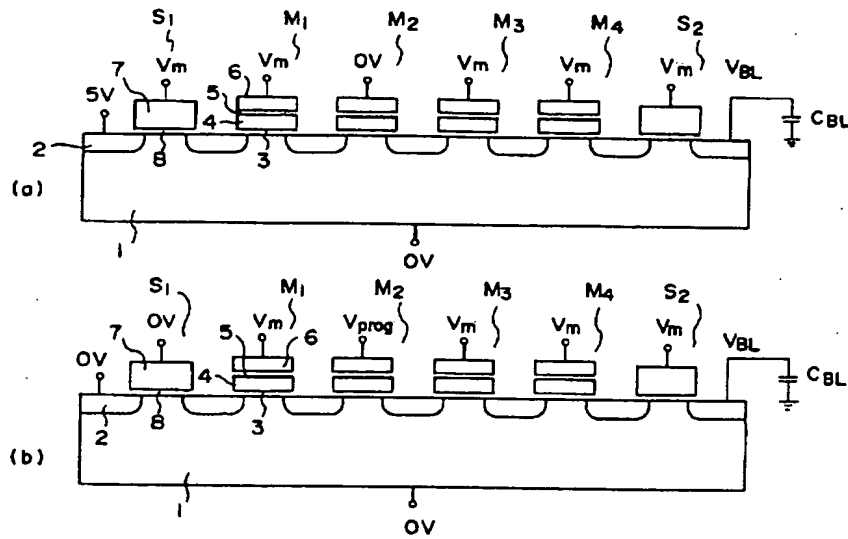 S1 M1 M2 M3 M4 S2
7 Vm 6 Vm 0V Vm Vm Vm VBL
5V 5 4 CBL
2 8 3
(a)
1 0V
S1 M1 M2 M3 M4 S2
7 0V Vm 6 Vprog Vm Vm Vm VBL
0V 5 4 CBL
2 8 3
(b)
1 0V